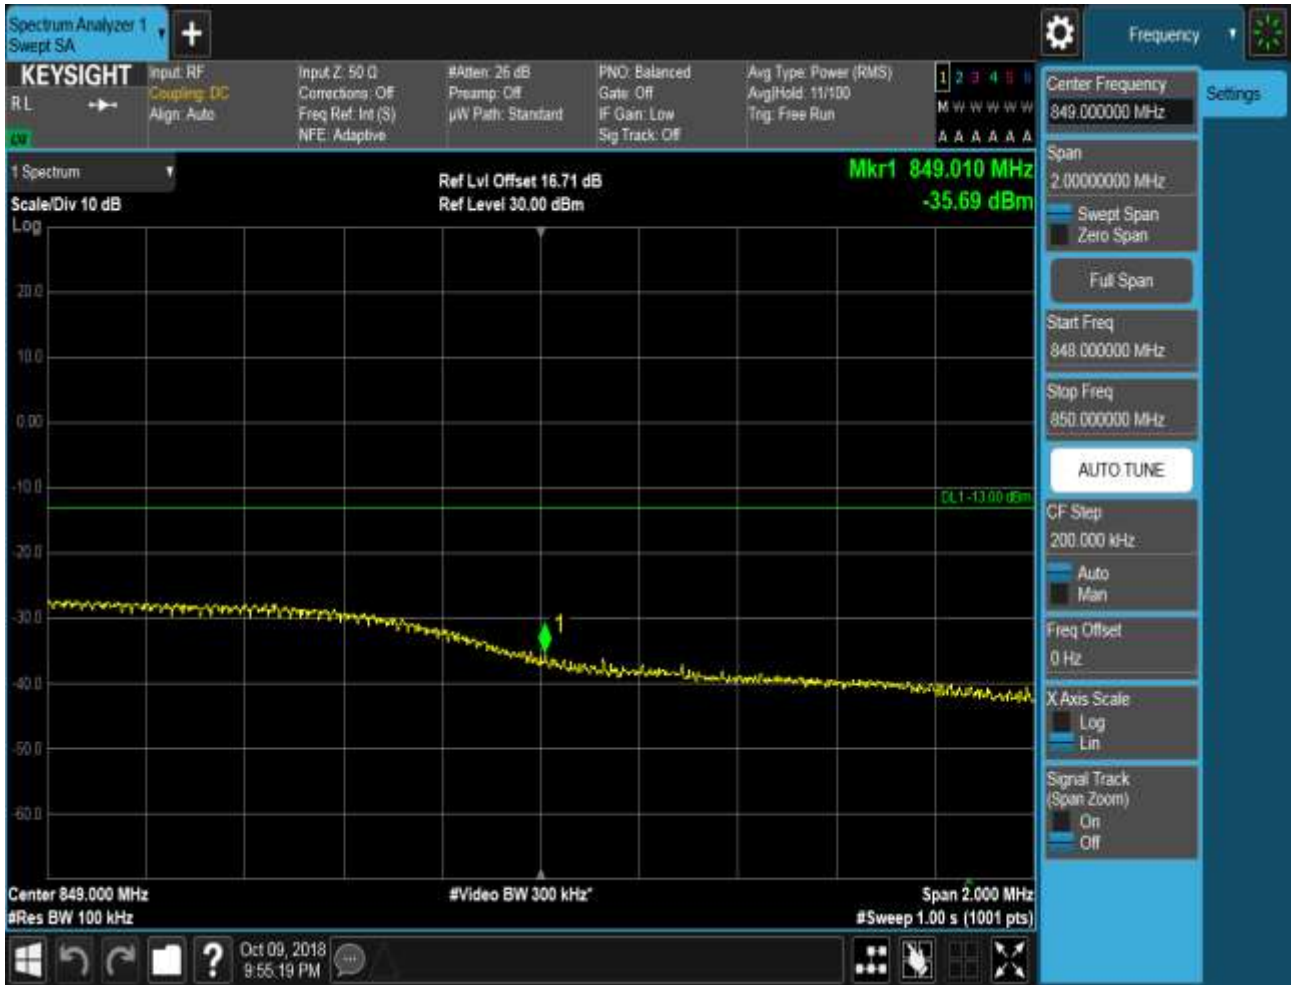 Spectrum Analyzer 1
Swept SA
+
Frequency
KEYSIGHT
RL
Input: RF
Coupling: DC
Align: Auto
Input Z: 50 Ω
Corrections: Off
Freq Ref: Int (S)
NFE: Adaptive
#Atten: 26 dB
Preamp: Off
µW Path: Standard
PNO: Balanced
Gate: Off
IF Gain: Low
Sig Track: Off
Avg Type: Power (RMS)
Avg|Hold: 11/100
Trig: Free Run
1 2 3 4 5 6
M W W W W W
A A A A A A
1 Spectrum
Scale/Div 10 dB
Log
Ref Lvl Offset 16.71 dB
Ref Level 30.00 dBm
Mkr1 849.010 MHz
-35.69 dBm
20.0
10.0
0.00
-10.0
DL1 -13.00 dBm
-20.0
-30.0
1
-40.0
-50.0
-60.0
Center 849.000 MHz
#Res BW 100 kHz
#Video BW 300 kHz*
Span 2.000 MHz
#Sweep 1.00 s (1001 pts)
Center Frequency
849.000000 MHz
Settings
Span
2.00000000 MHz
Swept Span
Zero Span
Full Span
Start Freq
848.000000 MHz
Stop Freq
850.000000 MHz
AUTO TUNE
CF Step
200.000 kHz
Auto
Man
Freq Offset
0 Hz
X Axis Scale
Log
Lin
Signal Track
(Span Zoom)
On
Off
?
Oct 09, 2018
9:55:19 PM